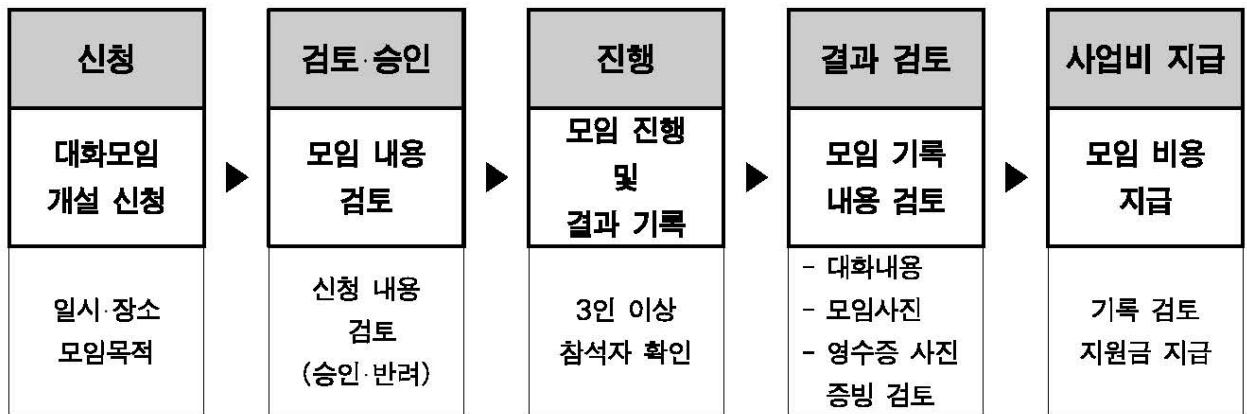 신청
대화모임
개설 신청
일시·장소
모임목적
▶
검토·승인
모임 내용
검토
신청 내용
검토
(승인·반려)
▶
진행
모임 진행
및
결과 기록
3인 이상
참석자 확인
▶
결과 검토
모임 기록
내용 검토
- 대화내용
- 모임사진
- 영수증 사진
증빙 검토
▶
사업비 지급
모임 비용
지급
기록 검토
지원금 지급